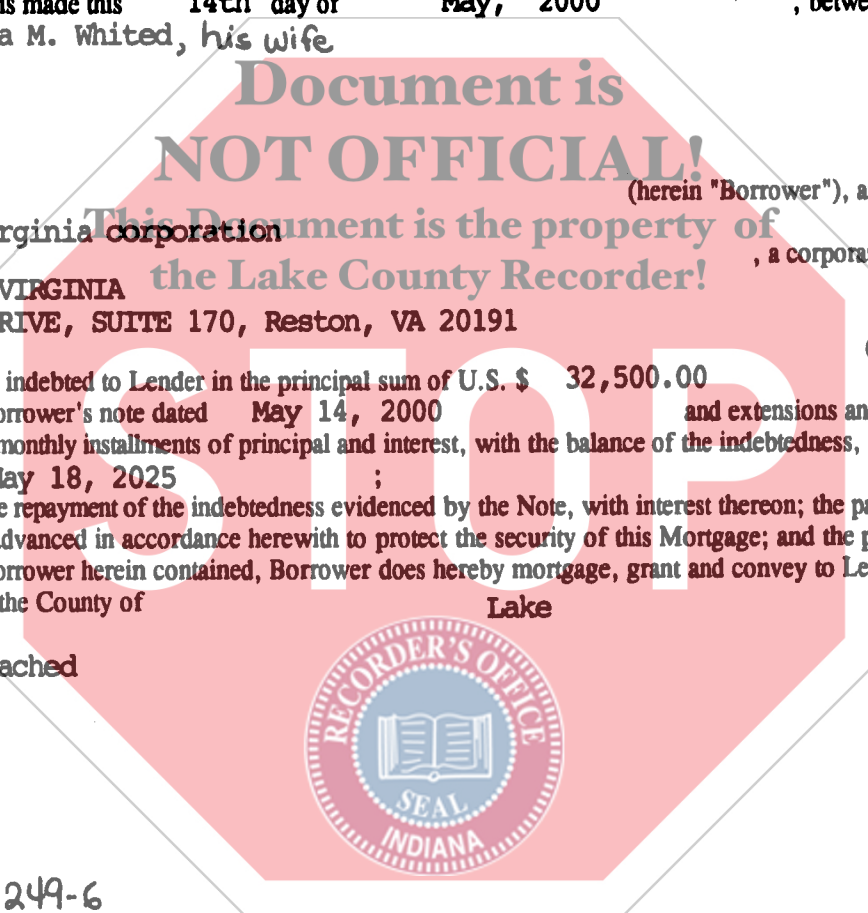 is made this 14th day of May, 2000 , betwe
a M. Whited, his wife
Document is
NOT OFFICIAL!
(herein "Borrower"), a
This Document is the property of
rginia corporation
, a corpora
the Lake County Recorder!
VIRGINIA
RIVE, SUITE 170, Reston, VA 20191
(
indebted to Lender in the principal sum of U.S. $ 32,500.00
orrower's note dated May 14, 2000 and extensions an
monthly installments of principal and interest, with the balance of the indebtedness,
ay 18, 2025 ;
e repayment of the indebtedness evidenced by the Note, with interest thereon; the pa
dvanced in accordance herewith to protect the security of this Mortgage; and the p
orrower herein contained, Borrower does hereby mortgage, grant and convey to Le
the County of Lake
STOP
ached
RECORDER'S OFFICE
SEAL
INDIANA
249-6